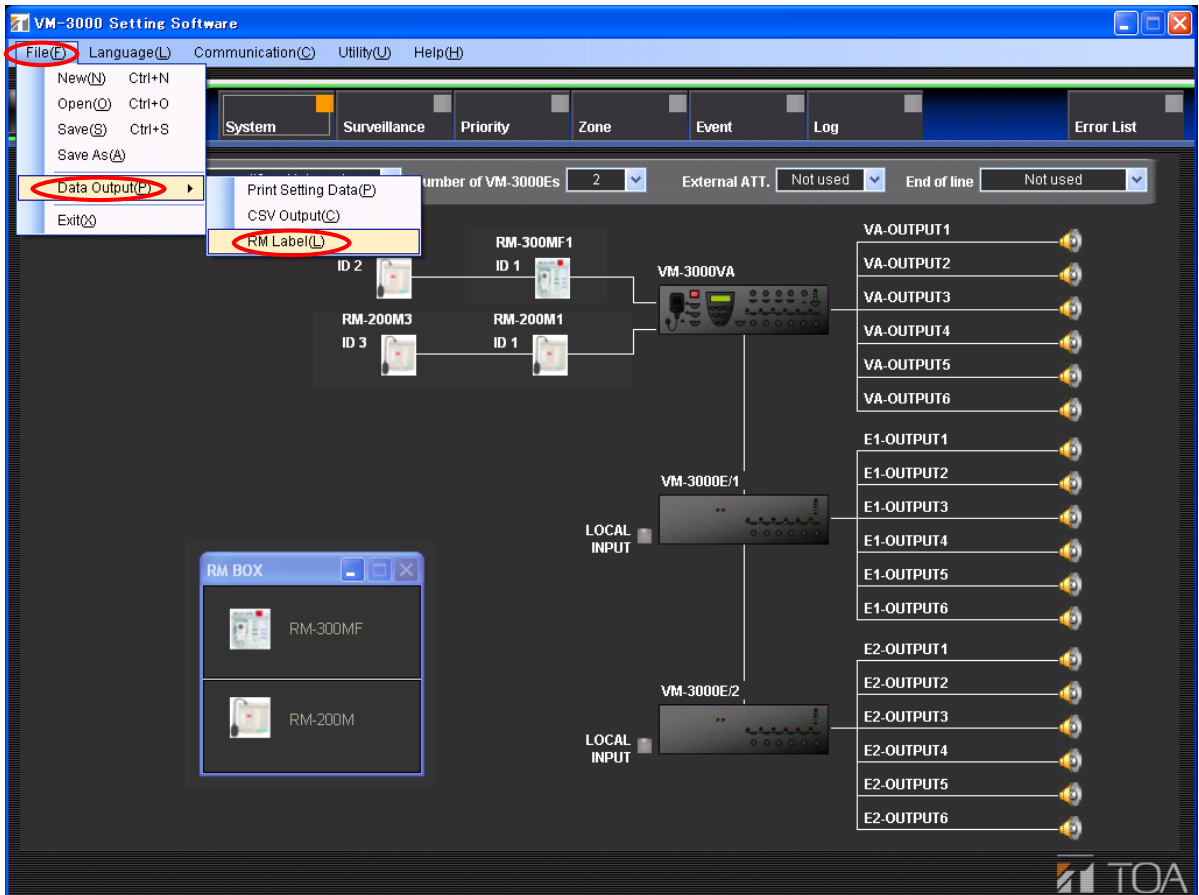 VM-3000 Setting Software
File(F) Language(L) Communication(C) Utility(U) Help(H)
New(N) Ctrl+N
Open(O) Ctrl+O
Save(S) Ctrl+S
Save As(A)
Data Output(P)
Exit(X)
Print Setting Data(P)
CSV Output(C)
RM Label(L)
System Surveillance Priority Zone Event Log Error List
umber of VM-3000Es 2 External ATT. Not used End of line Not used
RM-300MF1
ID 2 ID 1
RM-200M3 RM-200M1
ID 3 ID 1
VM-3000VA
VA-OUTPUT1
VA-OUTPUT2
VA-OUTPUT3
VA-OUTPUT4
VA-OUTPUT5
VA-OUTPUT6
VM-3000E/1
LOCAL INPUT
E1-OUTPUT1
E1-OUTPUT2
E1-OUTPUT3
E1-OUTPUT4
E1-OUTPUT5
E1-OUTPUT6
RM BOX
RM-300MF
RM-200M
VM-3000E/2
LOCAL INPUT
E2-OUTPUT1
E2-OUTPUT2
E2-OUTPUT3
E2-OUTPUT4
E2-OUTPUT5
E2-OUTPUT6
TOA